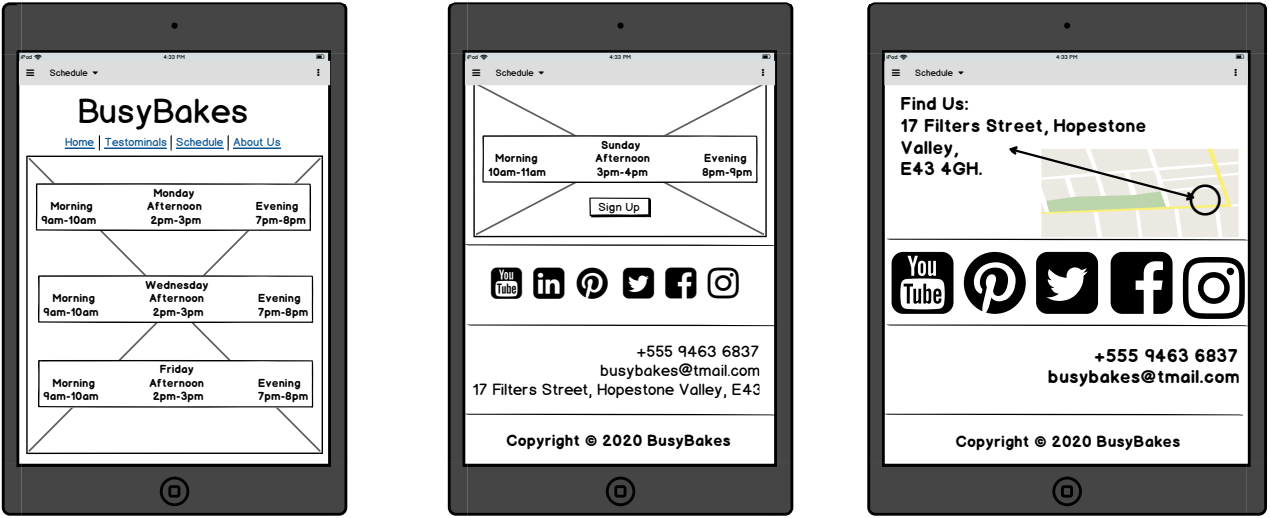 iPad 4:33 PM
Schedule
BusyBakes
Home | Testominals | Schedule | About Us
Monday
Morning Afternoon Evening
9am-10am 2pm-3pm 7pm-8pm
Wednesday
Morning Afternoon Evening
9am-10am 2pm-3pm 7pm-8pm
Friday
Morning Afternoon Evening
9am-10am 2pm-3pm 7pm-8pm
iPad 4:33 PM
Schedule
Sunday
Morning Afternoon Evening
10am-11am 3pm-4pm 8pm-9pm
Sign Up
You
Tube in
+555 9463 6837
busybakes@tmail.com
17 Filters Street, Hopestone Valley, E43
Copyright © 2020 BusyBakes
iPad 4:33 PM
Schedule
Find Us:
17 Filters Street, Hopestone
Valley,
E43 4GH.
You
Tube
+555 9463 6837
busybakes@tmail.com
Copyright © 2020 BusyBakes